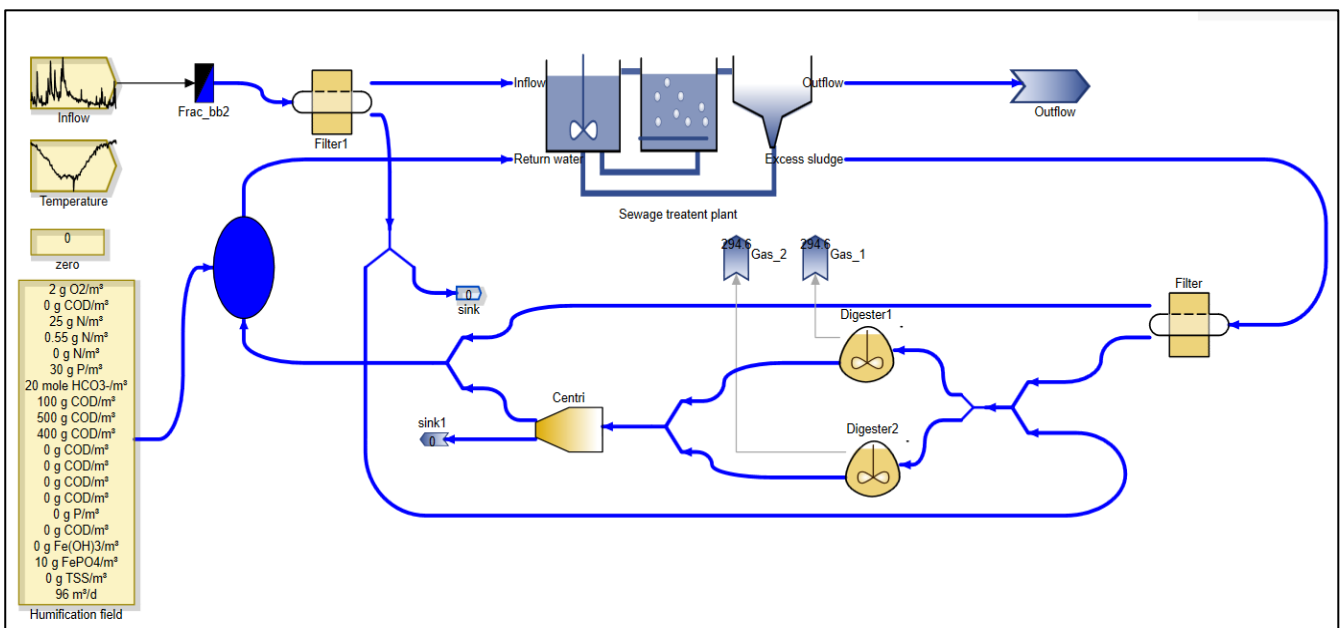 Inflow
Frac_bb2
Filter1
Inflow
Outflow
Outflow
Temperature
Return water
Excess sludge
Sewage treatent plant
0
zero
294.6
Gas_2
294.6
Gas_1
0
sink
Filter
Digester1
2 g O2/m³
0 g COD/m³
25 g N/m³
0.55 g N/m³
0 g N/m³
30 g P/m³
20 mole HCO3-/m³
100 g COD/m³
500 g COD/m³
400 g COD/m³
0 g COD/m³
0 g COD/m³
0 g COD/m³
0 g COD/m³
0 g P/m³
0 g COD/m³
0 g Fe(OH)3/m³
10 g FePO4/m³
0 g TSS/m³
96 m³/d
Humification field
Centri
sink1
0
Digester2